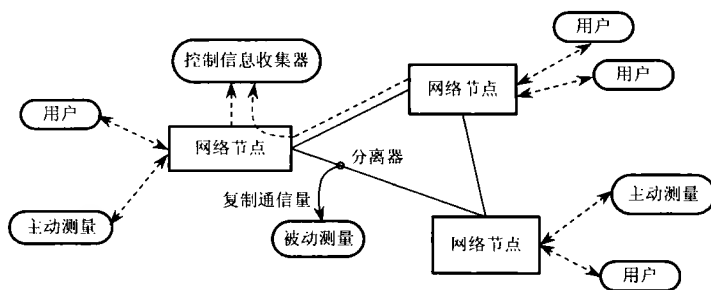 用户
控制信息收集器
用户
网络节点
用户
网络节点
分离器
主动测量
复制通信量
主动测量
被动测量
网络节点
用户